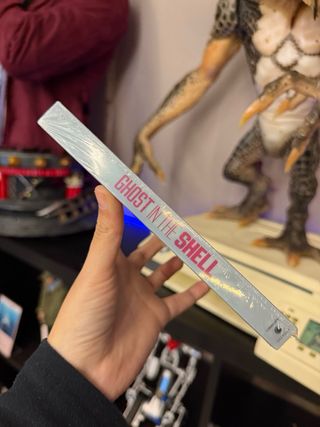 GHOST IN THE SHELL